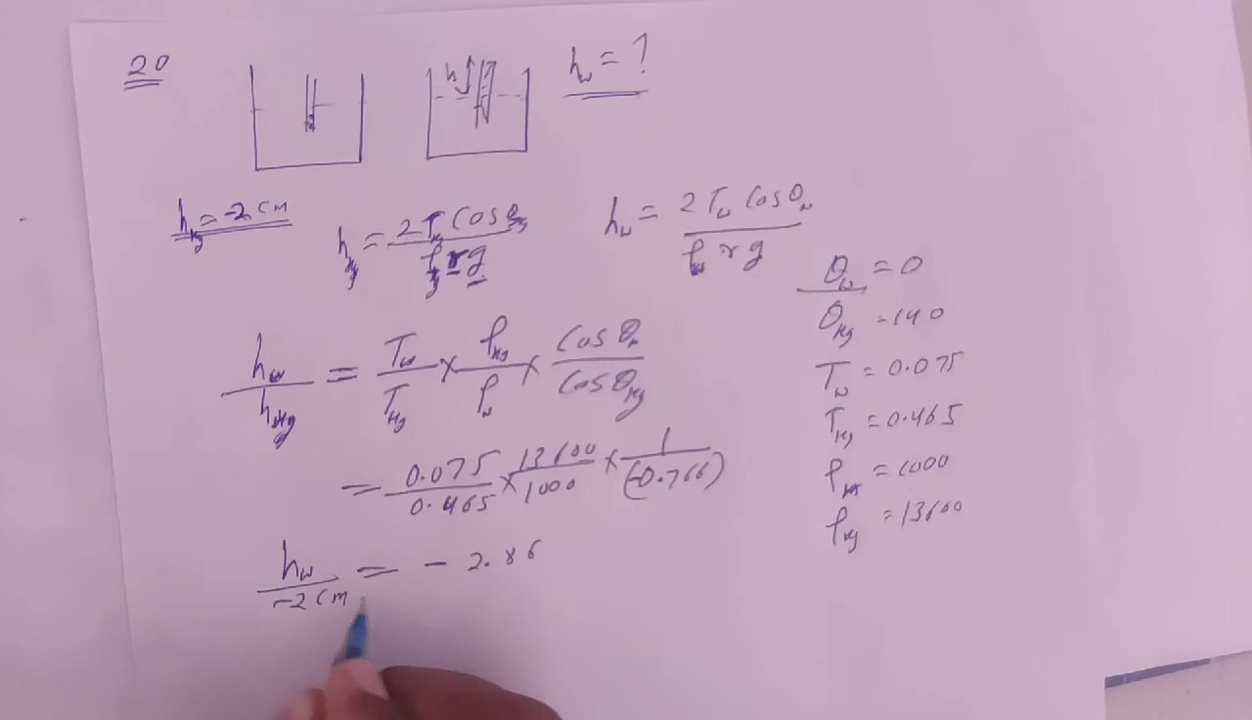 20
h
h_w = ?
h_Hg = -2 cm
h_Hg = 2 T_Hg Cos θ_Hg / ρ_Hg r g
h_w = 2 T_w Cos θ_w / ρ_w r g
θ_w = 0
θ_Hg = 140
T_w = 0.075
T_Hg = 0.465
ρ_w = 1000
ρ_Hg = 13600
h_w / h_Hg = T_w / T_Hg × ρ_Hg / ρ_w × Cos θ_w / Cos θ_Hg
= 0.075 / 0.465 × 13600 / 1000 × 1 / (-0.766)
h_w / -2 cm = - 2.86